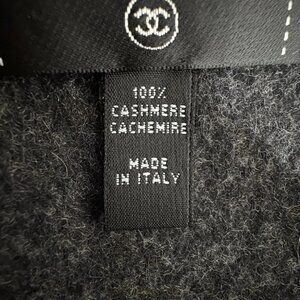 100%
CASHMERE
CACHEMIRE
MADE
IN ITALY